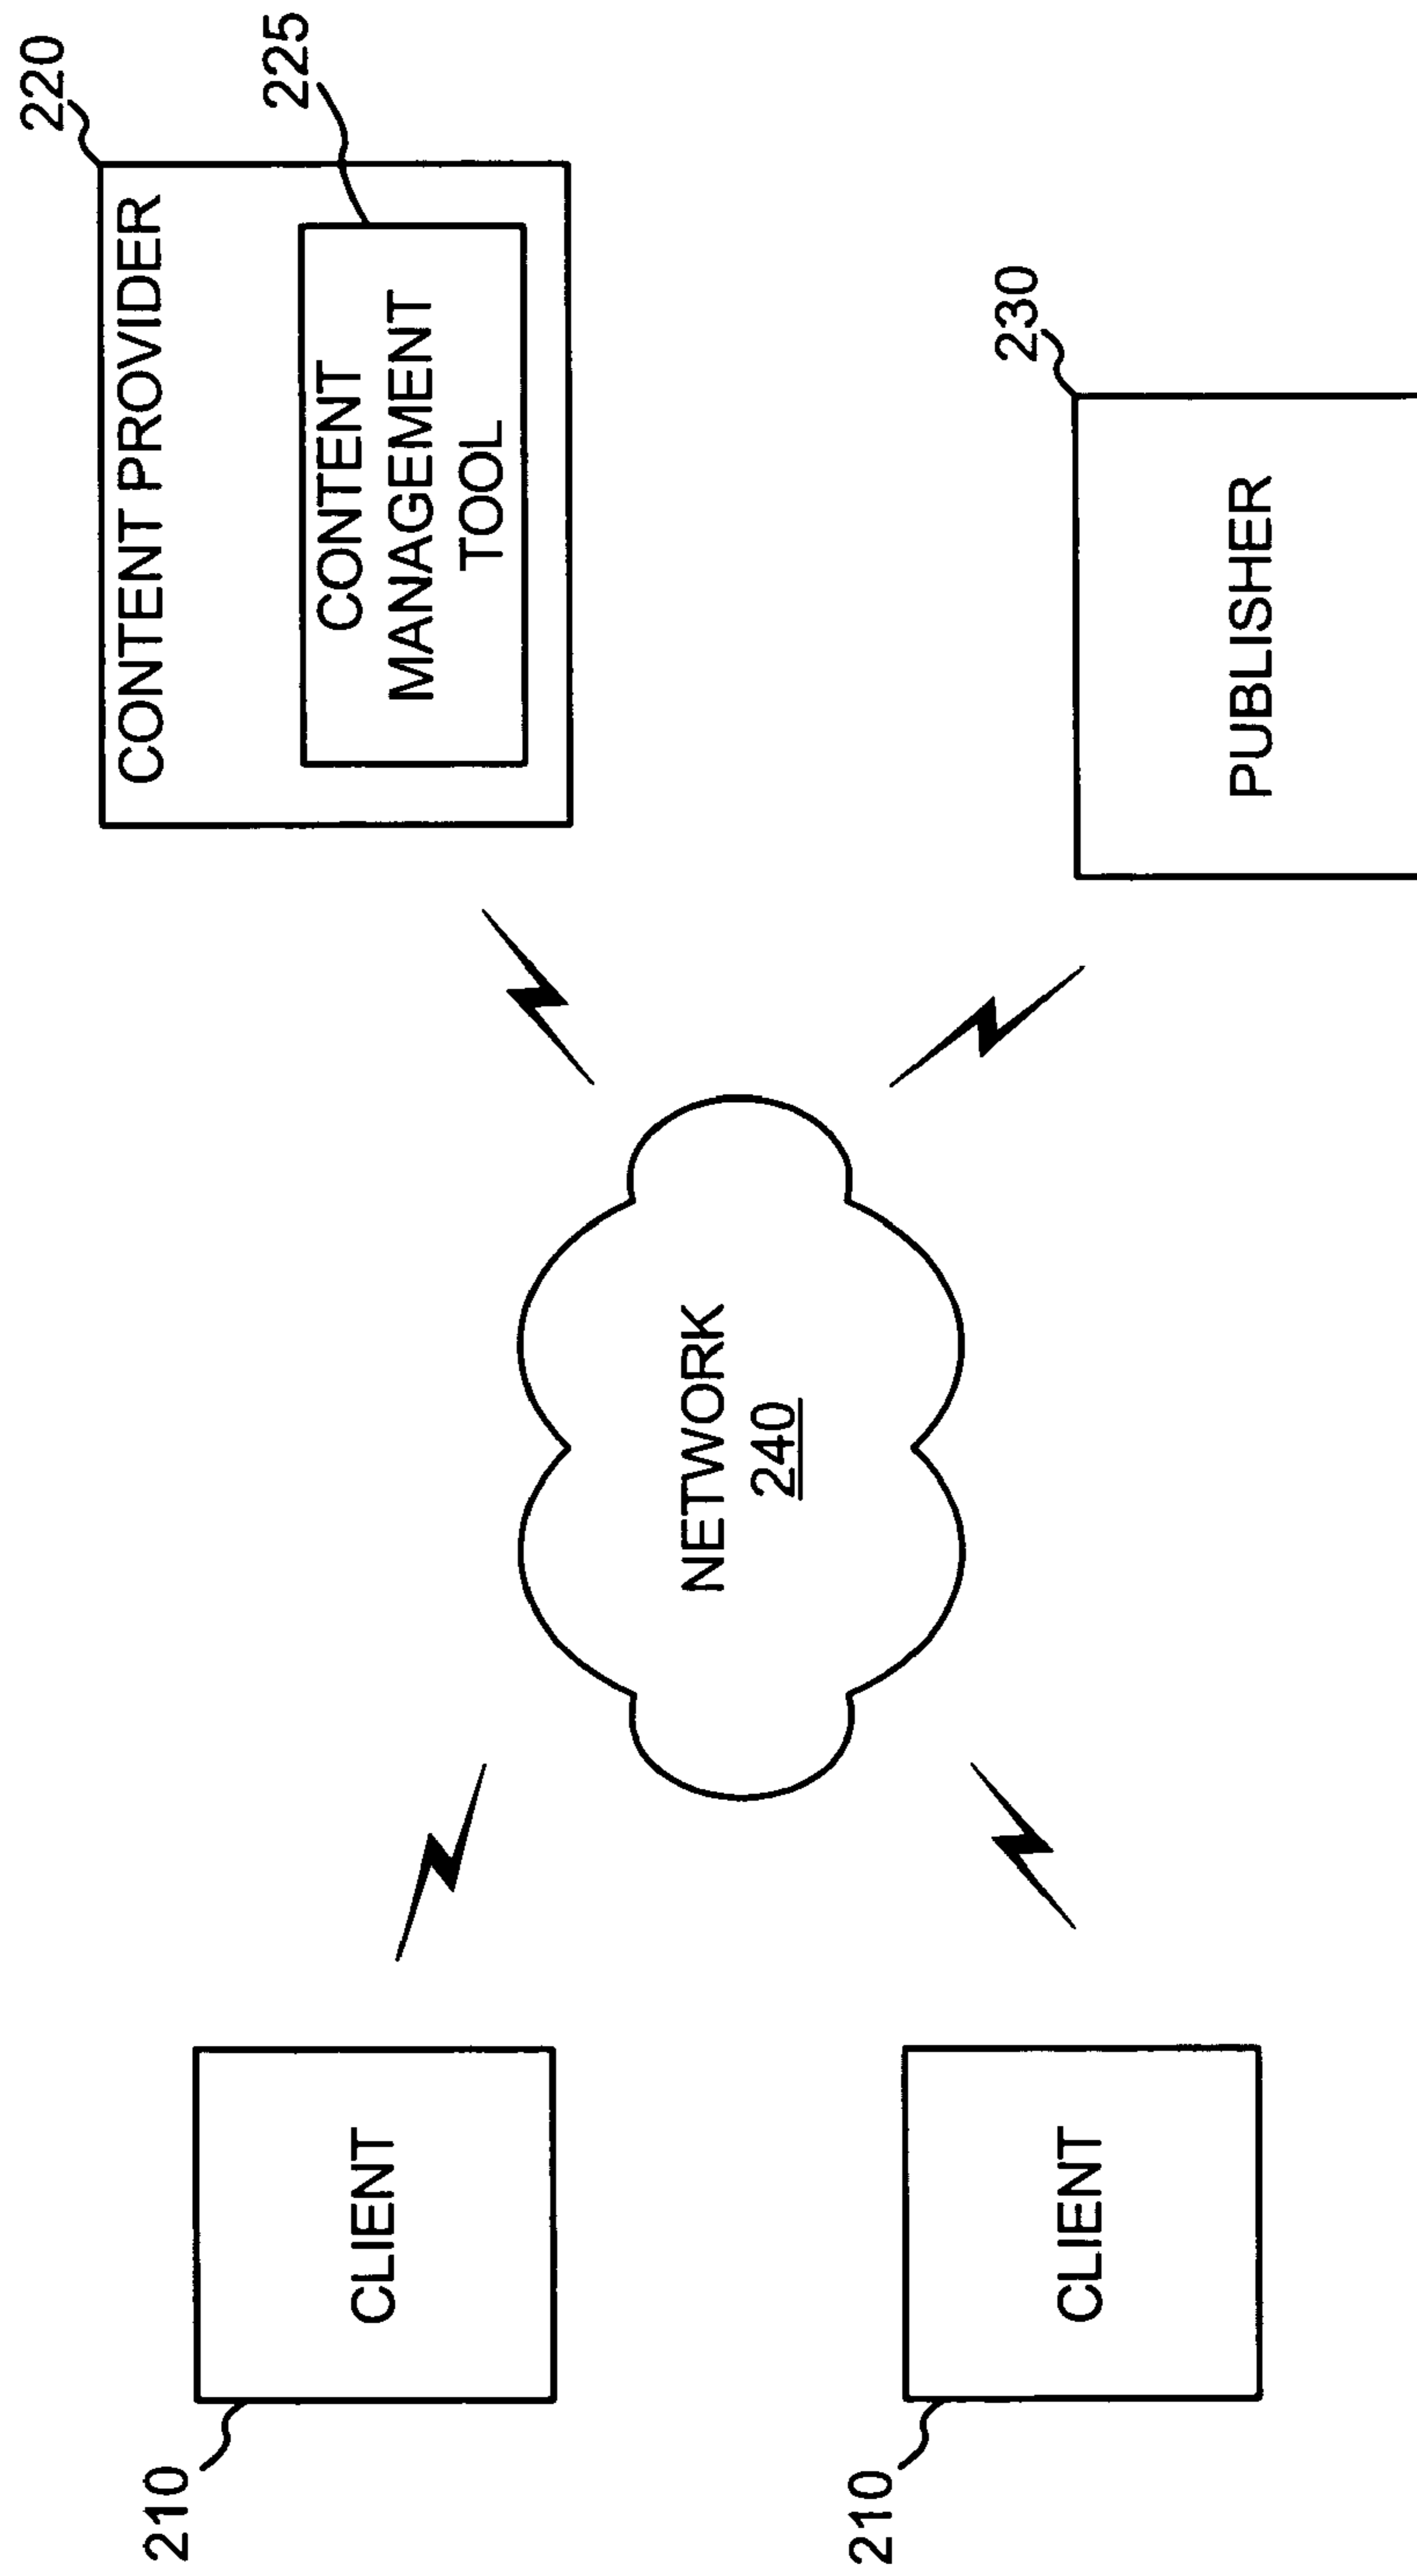 220
CONTENT PROVIDER
225
CONTENT
MANAGEMENT
TOOL
210
CLIENT
NETWORK
240
230
PUBLISHER
210
CLIENT